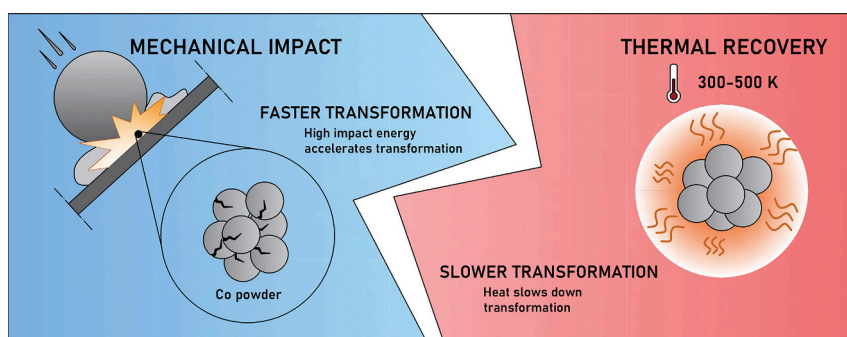 MECHANICAL IMPACT
FASTER TRANSFORMATION
High impact energy
accelerates transformation
Co powder
THERMAL RECOVERY
300-500 K
SLOWER TRANSFORMATION
Heat slows down
transformation